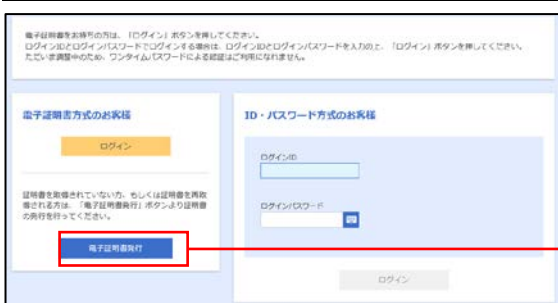 電子証明書をお持ちの方は、「ログイン」ボタンを押してください。
ログインIDとログインパスワードでログインする場合は、ログインIDとログインパスワードを入力の上、「ログイン」ボタンを押してください。
ただいま調整中のため、ワンタイムパスワードによる認証はご利用になれません。
電子証明書方式のお客様
ログイン
証明書を取得されていない方、もしくは証明書を再取
得される方は、「電子証明書発行」ボタンより証明書
の発行を行ってください。
電子証明書発行
ID・パスワード方式のお客様
ログインID
ログインパスワード
ログイン